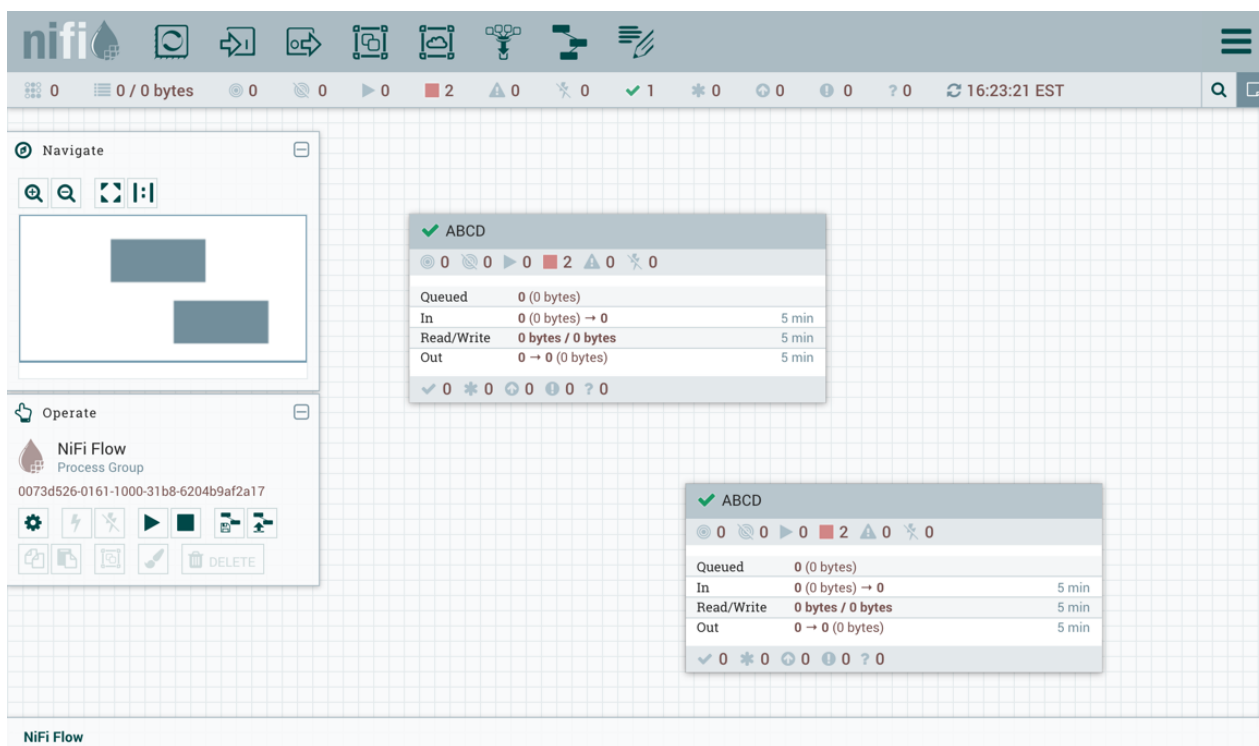 nifi
0 0 / 0 bytes 0 0 0 2 0 0 1 0 0 0 ? 0 16:23:21 EST
Navigate
ABCD
0 0 0 2 0 0
Queued 0 (0 bytes)
In 0 (0 bytes) → 0 5 min
Read/Write 0 bytes / 0 bytes 5 min
Out 0 → 0 (0 bytes) 5 min
0 0 0 0 ? 0
Operate
NiFi Flow
Process Group
0073d526-0161-1000-31b8-6204b9af2a17
DELETE
ABCD
0 0 0 2 0 0
Queued 0 (0 bytes)
In 0 (0 bytes) → 0 5 min
Read/Write 0 bytes / 0 bytes 5 min
Out 0 → 0 (0 bytes) 5 min
0 0 0 0 ? 0
NiFi Flow